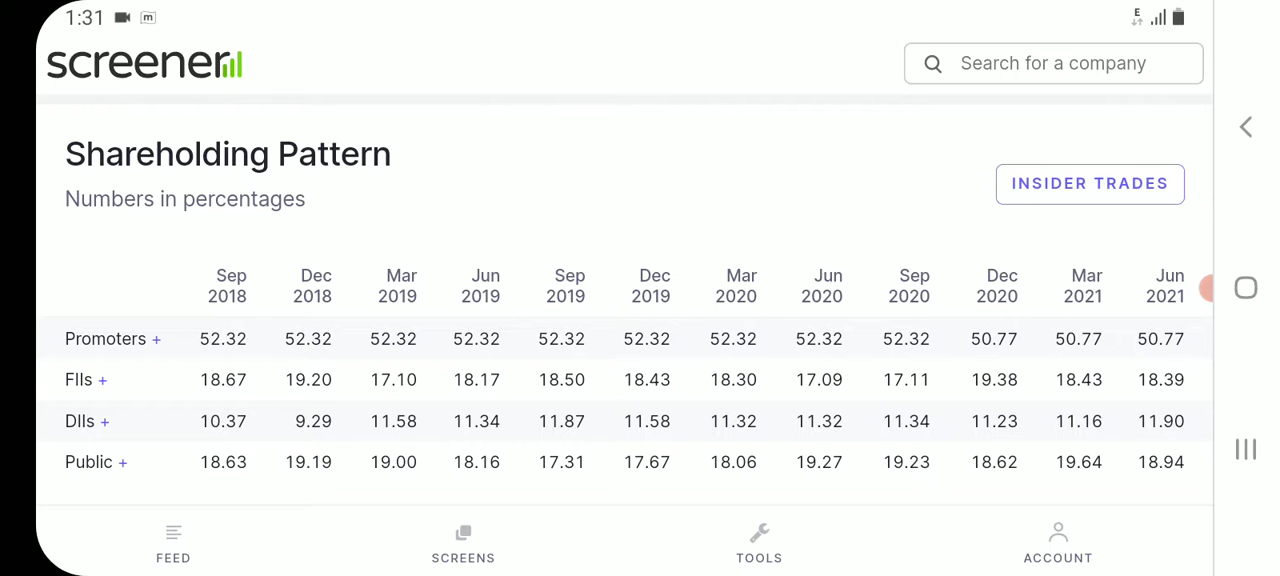 1:31 m E
screener
Search for a company
Shareholding Pattern
Numbers in percentages
INSIDER TRADES
Sep Dec Mar Jun Sep Dec Mar Jun Sep Dec Mar Jun
2018 2018 2019 2019 2019 2019 2020 2020 2020 2020 2021 2021
Promoters + 52.32 52.32 52.32 52.32 52.32 52.32 52.32 52.32 52.32 50.77 50.77 50.77
FIIs + 18.67 19.20 17.10 18.17 18.50 18.43 18.30 17.09 17.11 19.38 18.43 18.39
DIIs + 10.37 9.29 11.58 11.34 11.87 11.58 11.32 11.32 11.34 11.23 11.16 11.90
Public + 18.63 19.19 19.00 18.16 17.31 17.67 18.06 19.27 19.23 18.62 19.64 18.94
FEED SCREENS TOOLS ACCOUNT